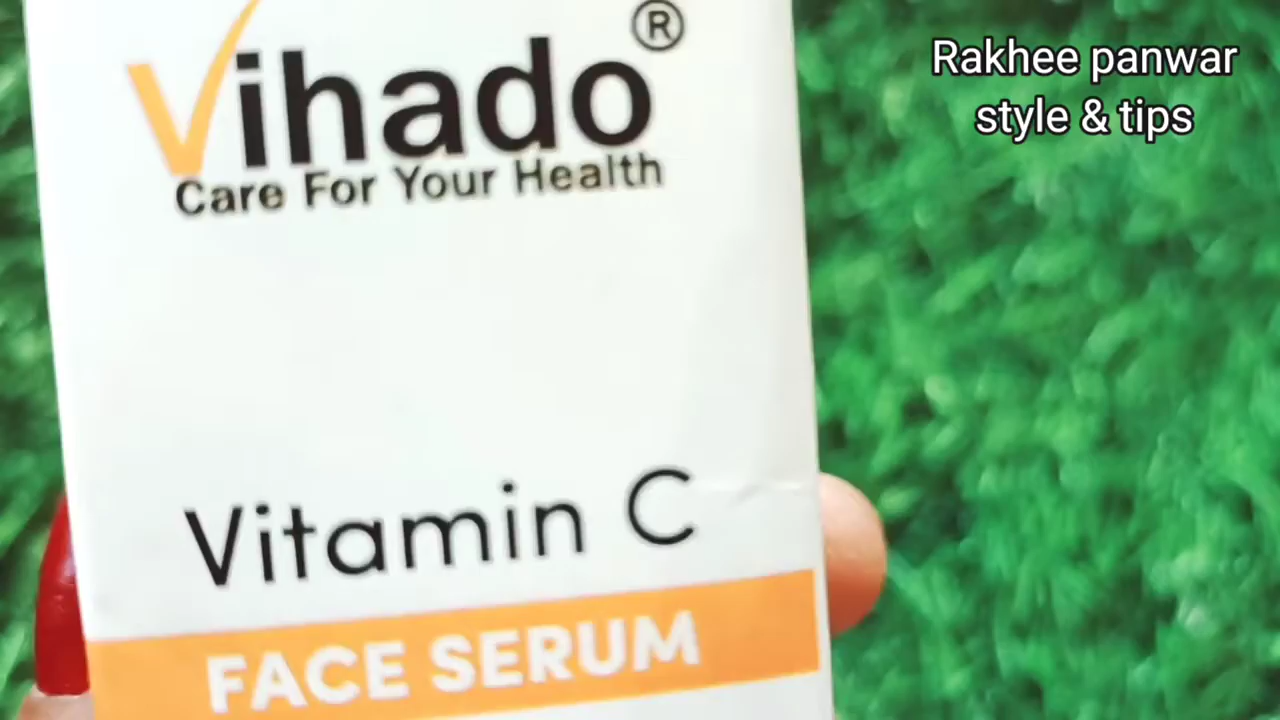 Vihado®
Care For Your Health
Vitamin C
FACE SERUM
Rakhee panwar
style & tips